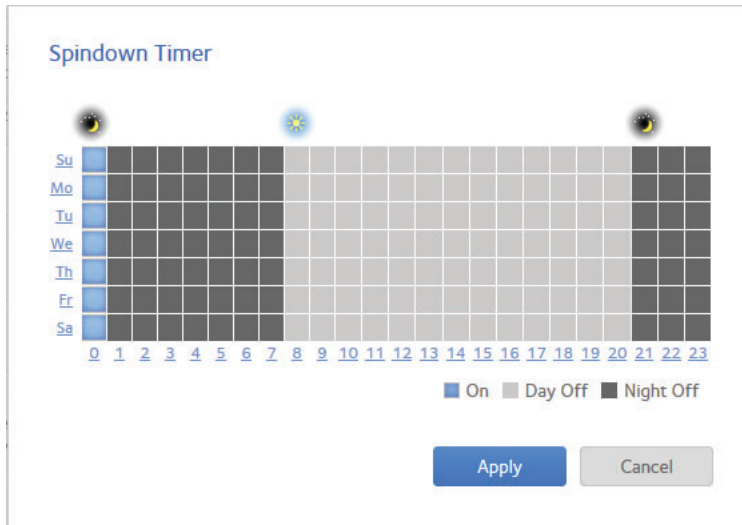 Spindown Timer
Su
Mo
Tu
We
Th
Fr
Sa
0 1 2 3 4 5 6 7 8 9 10 11 12 13 14 15 16 17 18 19 20 21 22 23
On Day Off Night Off
Apply Cancel